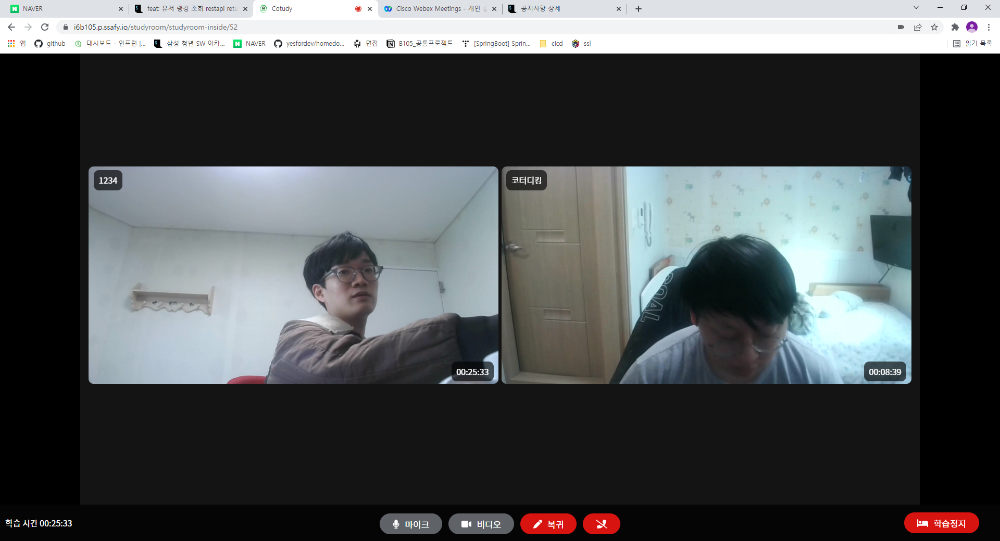 NAVER
feat: 유저 랭킹 조회 restapi retu
Cotudy
Cisco Webex Meetings - 개인 룸
공지사항 상세
i6b105.p.ssafy.io/studyroom/studyroom-inside/52
앱
github
대시보드 - 인프런 |...
삼성 청년 SW 아카...
NAVER
yesfordev/homedo...
면접
B105_공통프로젝트
[SpringBoot] Sprin...
cicd
ssl
읽기 목록
1234
코터디킹
GOAL
00:25:33
00:08:39
학습 시간 00:25:33
마이크
비디오
복귀
학습정지